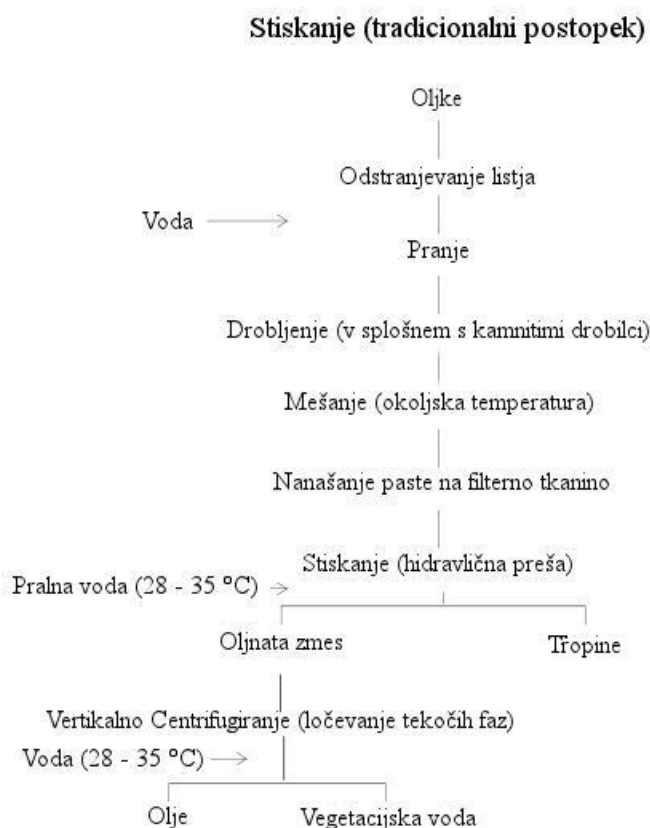 Stiskanje (tradicionalni postopek)
Oljke
Odstranjevanje listja
Voda
Pranje
Drobljenje (v splošnem s kamnitimi drobilci)
Mešanje (okoljska temperatura)
Nanašanje paste na filterno tkanino
Stiskanje (hidravlična preša)
Pralna voda (28 - 35 °C)
Oljnata zmes
Tropine
Vertikalno Centrifugiranje (ločevanje tekočih faz)
Voda (28 - 35 °C)
Olje
Vegetacijska voda